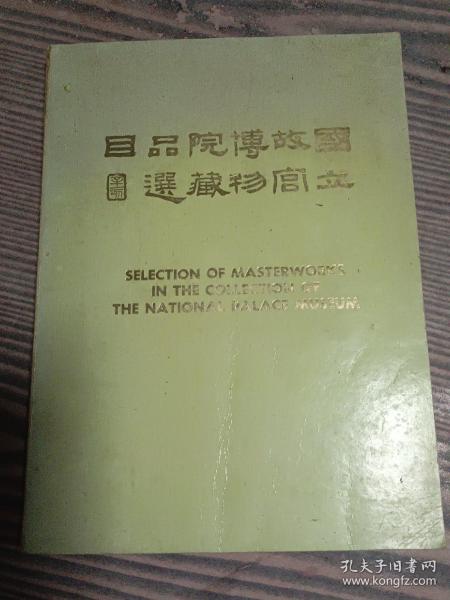 國立故宮博物院藏品選目
SELECTION OF MASTERWORKS
IN THE COLLECTION OF
THE NATIONAL PALACE MUSEUM
孔夫子旧书网
www.kongfz.com